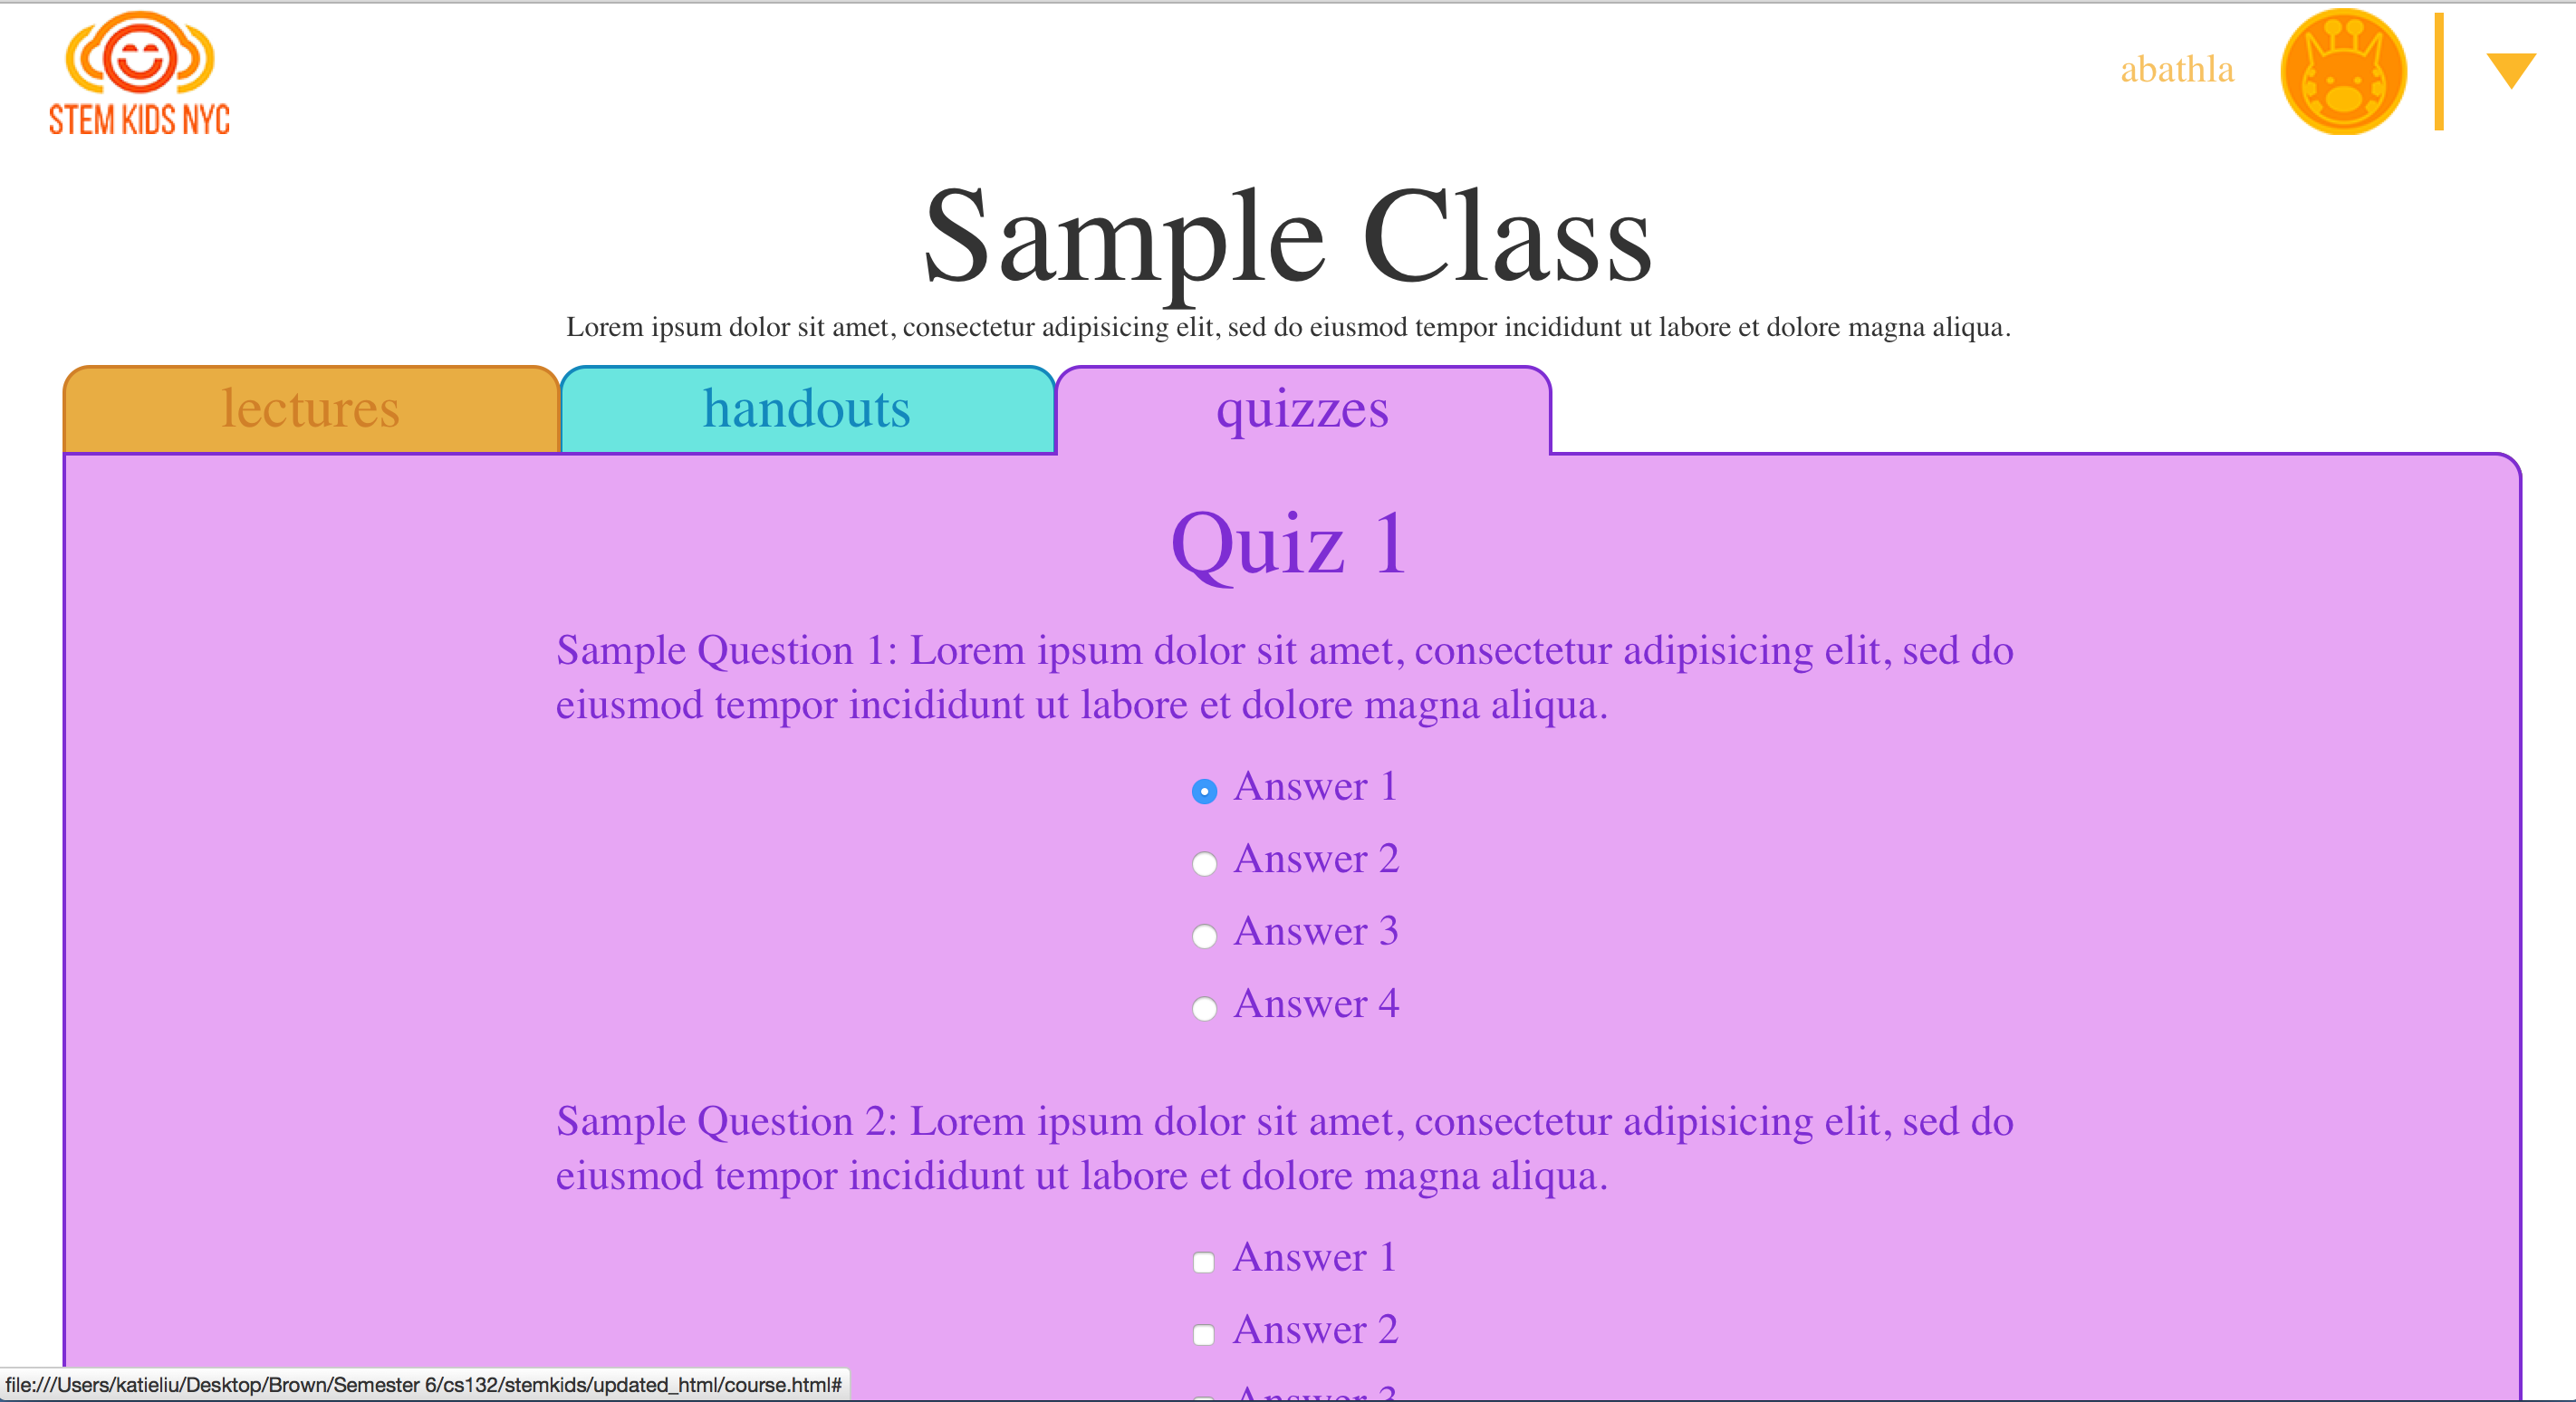 STEM KIDS NYC
abathla
Sample Class
Lorem ipsum dolor sit amet, consectetur adipisicing elit, sed do eiusmod tempor incididunt ut labore et dolore magna aliqua.
lectures
handouts
quizzes
Quiz 1
Sample Question 1: Lorem ipsum dolor sit amet, consectetur adipisicing elit, sed do
eiusmod tempor incididunt ut labore et dolore magna aliqua.
Answer 1
Answer 2
Answer 3
Answer 4
Sample Question 2: Lorem ipsum dolor sit amet, consectetur adipisicing elit, sed do
eiusmod tempor incididunt ut labore et dolore magna aliqua.
Answer 1
Answer 2
Answer 3
file:///Users/katieliu/Desktop/Brown/Semester 6/cs132/stemkids/updated_html/course.html#